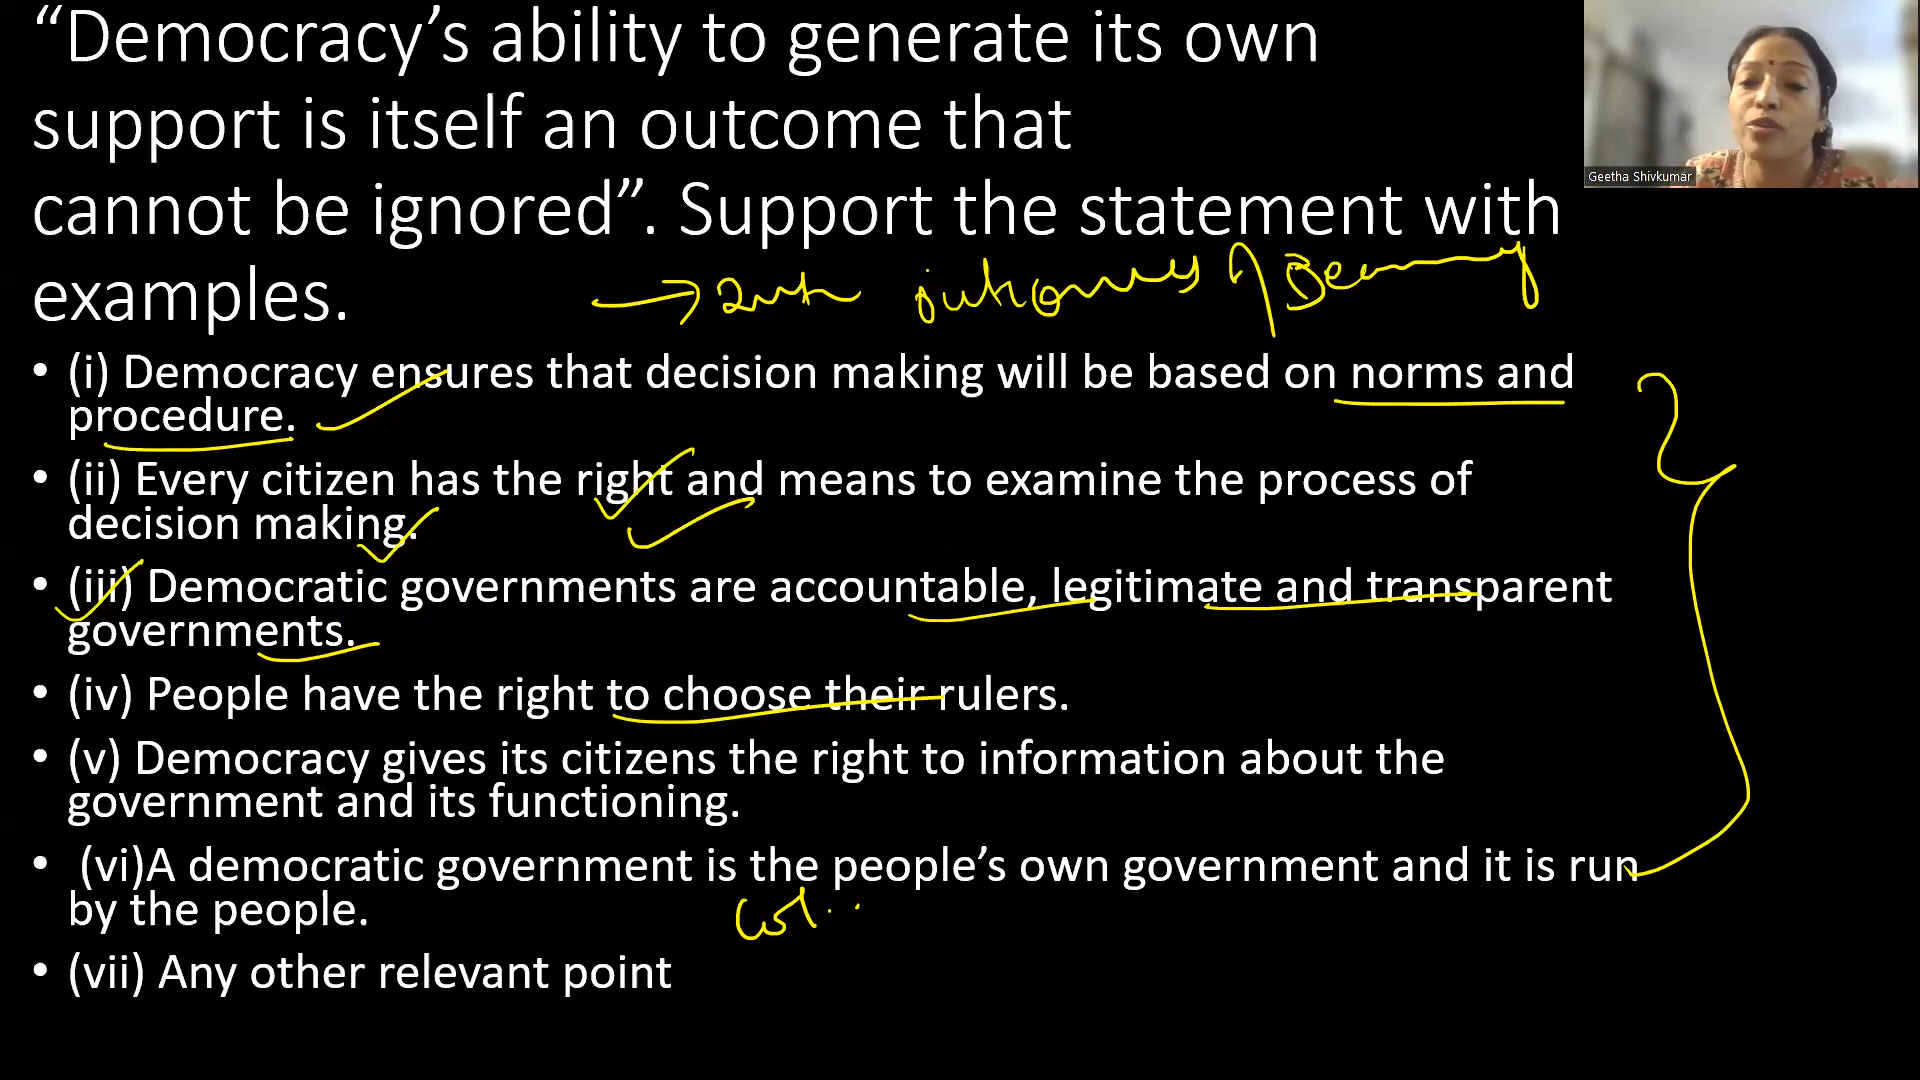 “Democracy’s ability to generate its own
support is itself an outcome that
cannot be ignored”. Support the statement with
examples.
outcomes of
Geetha Shivkumar
• (i) Democracy ensures that decision making will be based on norms and
procedure.
• (ii) Every citizen has the right and means to examine the process of
decision making.
• (iii) Democratic governments are accountable, legitimate and transparent
governments.
• (iv) People have the right to choose their rulers.
• (v) Democracy gives its citizens the right to information about the
government and its functioning.
• (vi)A democratic government is the people’s own government and it is run
by the people.
• (vii) Any other relevant point